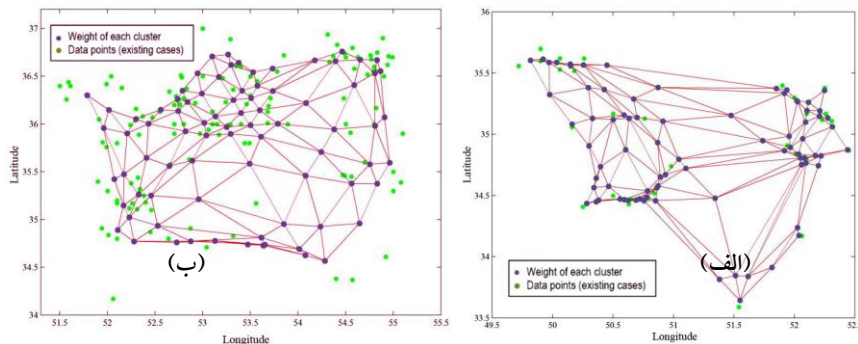 37
36.5
36
35.5
35
34.5
34
51.5 52 52.5 53 53.5 54 54.5 55 55.5
Latitude
Longitude
Weight of each cluster
Data points (existing cases)
(ب)
36
35.5
35
34.5
34
33.5
49.5 50 50.5 51 51.5 52 52.
Latitude
Longitude
Weight of each cluster
Data points (existing cases)
(الف)